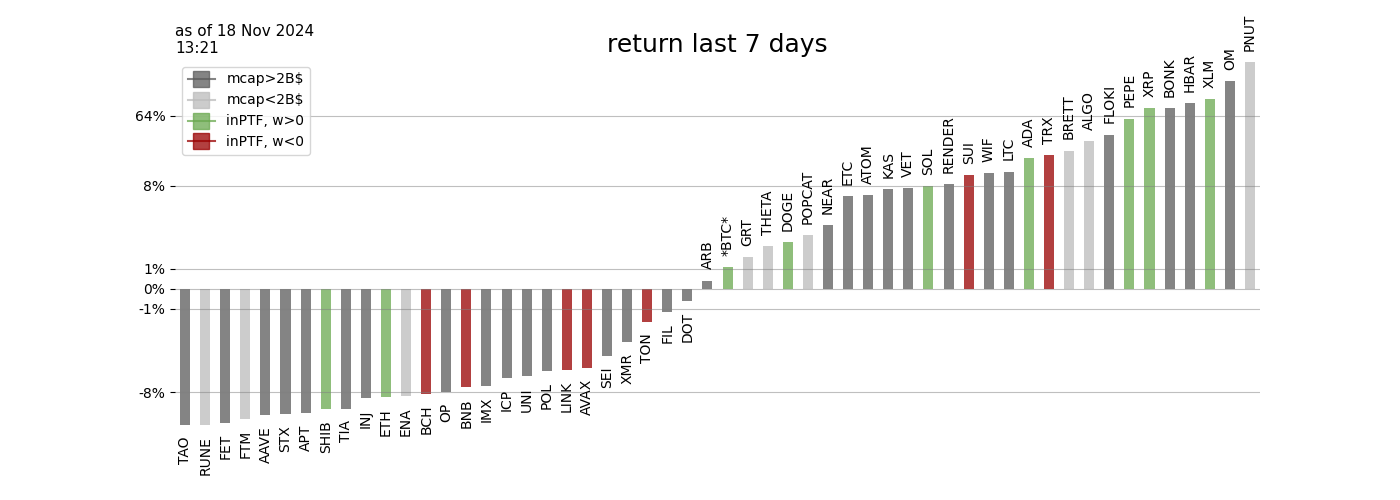 as of 18 Nov 2024
13:21
return last 7 days
mcap>2B$
mcap<2B$
inPTF, w>0
inPTF, w<0
64%
8%
1%
0%
-1%
-8%
TAO
RUNE
FET
FTM
AAVE
STX
APT
SHIB
TIA
INJ
ETH
ENA
BCH
OP
BNB
IMX
ICP
UNI
POL
LINK
AVAX
SEI
XMR
TON
FIL
DOT
ARB
*BTC*
GRT
THETA
DOGE
POPCAT
NEAR
ETC
ATOM
KAS
VET
SOL
RENDER
SUI
WIF
LTC
ADA
TRX
BRETT
ALGO
FLOKI
PEPE
XRP
BONK
HBAR
XLM
OM
PNUT